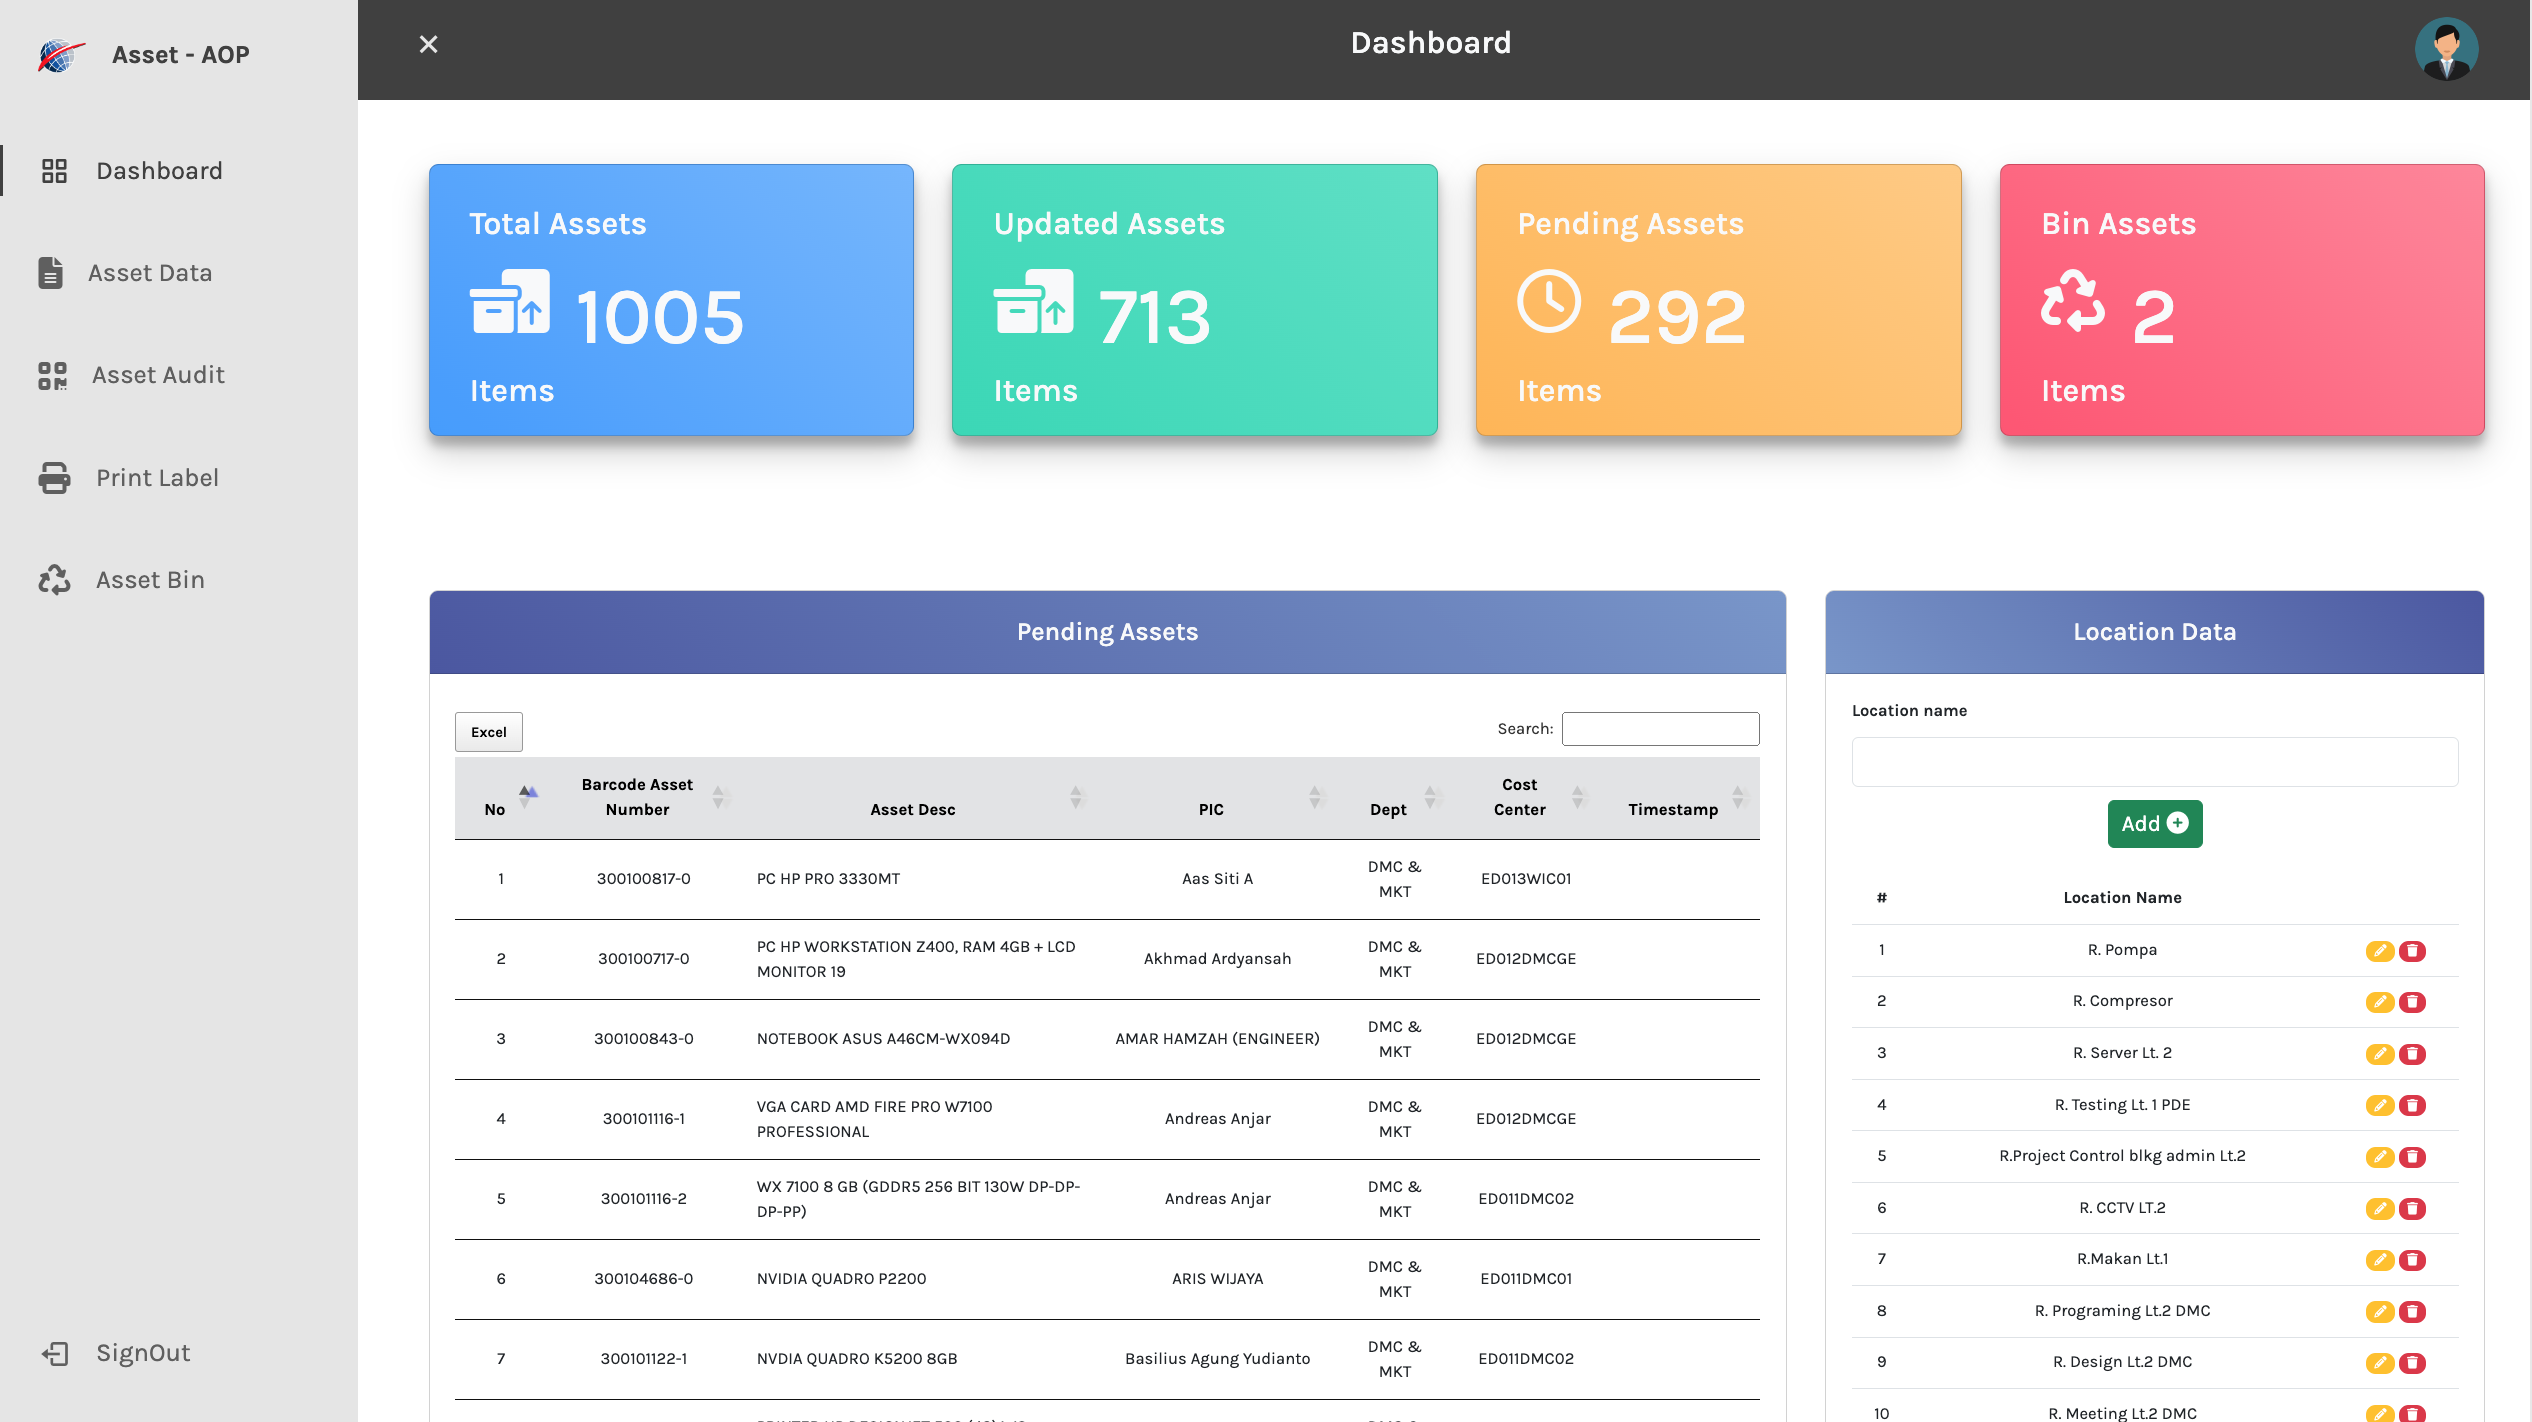 Asset - AOP
Dashboard
Asset Data
Asset Audit
Print Label
Asset Bin
SignOut
Dashboard
Total Assets
1005
Items
Updated Assets
713
Items
Pending Assets
292
Items
Bin Assets
2
Items
Pending Assets
Excel
Search:
No Barcode Asset Number Asset Desc PIC Dept Cost Center Timestamp
1 300100817-0 PC HP PRO 3330MT Aas Siti A DMC & MKT ED013WIC01
2 300100717-0 PC HP WORKSTATION Z400, RAM 4GB + LCD MONITOR 19 Akhmad Ardyansah DMC & MKT ED012DMCGE
3 300100843-0 NOTEBOOK ASUS A46CM-WX094D AMAR HAMZAH (ENGINEER) DMC & MKT ED012DMCGE
4 300101116-1 VGA CARD AMD FIRE PRO W7100 PROFESSIONAL Andreas Anjar DMC & MKT ED012DMCGE
5 300101116-2 WX 7100 8 GB (GDDR5 256 BIT 130W DP-DP-DP-PP) Andreas Anjar DMC & MKT ED011DMC02
6 300104686-0 NVIDIA QUADRO P2200 ARIS WIJAYA DMC & MKT ED011DMC01
7 300101122-1 NVDIA QUADRO K5200 8GB Basilius Agung Yudianto DMC & MKT ED011DMC02
Location Data
Location name
Add
# Location Name
1 R. Pompa
2 R. Compresor
3 R. Server Lt. 2
4 R. Testing Lt. 1 PDE
5 R.Project Control blkg admin Lt.2
6 R. CCTV LT.2
7 R.Makan Lt.1
8 R. Programing Lt.2 DMC
9 R. Design Lt.2 DMC
10 R. Meeting Lt.2 DMC